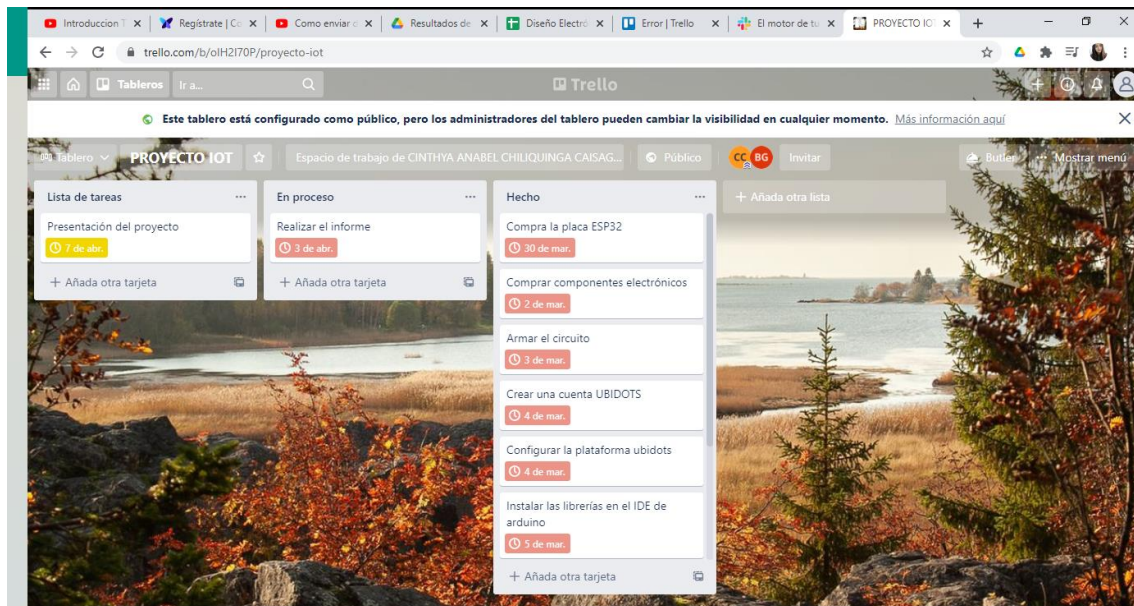 Introduccion
Regístrate | Co
Como enviar
Resultados de
Diseño Electró
Error | Trello
El motor de tu
PROYECTO IO
trello.com/b/oIH2I70P/proyecto-iot
Tableros
Ir a...
Trello
Este tablero está configurado como público, pero los administradores del tablero pueden cambiar la visibilidad en cualquier momento. Más información aquí
Tablero
PROYECTO IOT
Espacio de trabajo de CINTHYA ANABEL CHILIQUINGA CAISAG...
Público
CC
BG
Invitar
Butler
... Mostrar menú
Lista de tareas
Presentación del proyecto
7 de abr.
+ Añada otra tarjeta
En proceso
Realizar el informe
3 de abr.
+ Añada otra tarjeta
Hecho
Compra la placa ESP32
30 de mar.
Comprar componentes electrónicos
2 de mar.
Armar el circuito
3 de mar.
Crear una cuenta UBIDOTS
4 de mar.
Configurar la plataforma ubidots
4 de mar.
Instalar las librerías en el IDE de
arduino
5 de mar.
+ Añada otra tarjeta
+ Añada otra lista